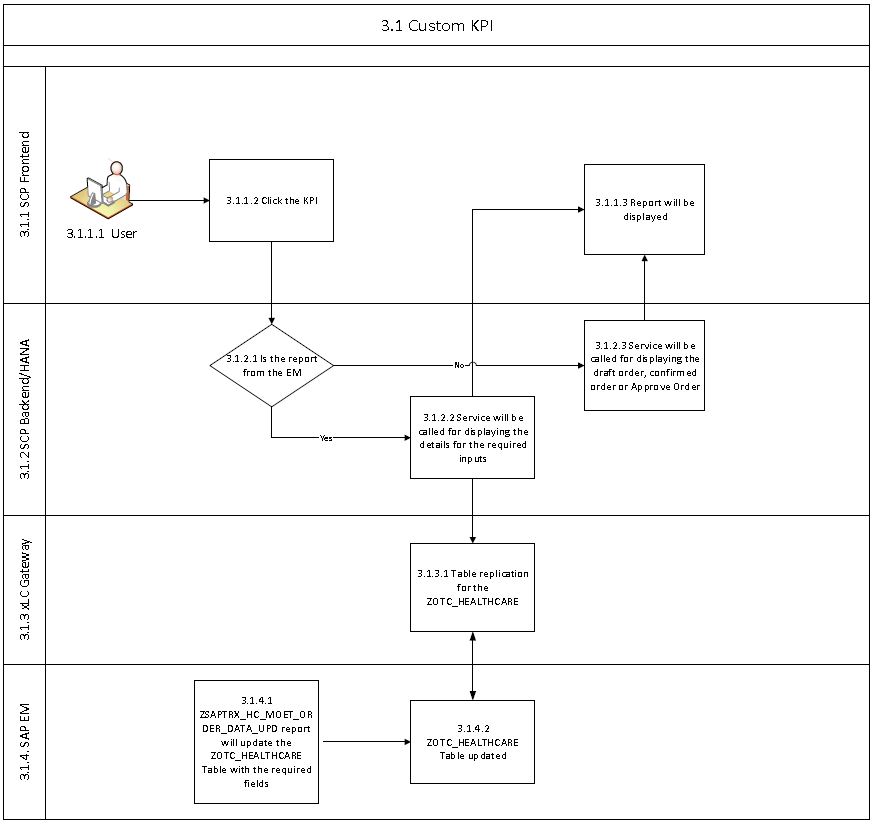 3.1 Custom KPI
3.1.1 SCP Frontend
3.1.1.1 User
3.1.1.2 Click the KPI
3.1.1.3 Report will be
displayed
3.1.2 SCP Backend/HANA
3.1.2.1 Is the report
from the EM
No
Yes
3.1.2.3 Service will be
called for displaying the
draft order, confirmed
order or Approve Order
3.1.2.2 Service will be
called for displaying the
details for the required
inputs
3.1.3 xLC Gateway
3.1.3.1 Table replication
for the
ZOTC_HEALTHCARE
3.1.4. SAP EM
3.1.4.1
ZSAPTRX_HC_MOET_OR
DER_DATA_UPD report
will update the
ZOTC_HEALTHCARE
Table with the required
fields
3.1.4.2
ZOTC_HEALTHCARE
Table updated